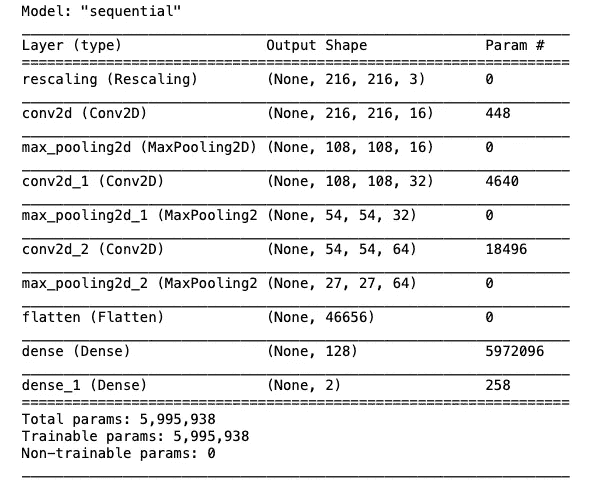 Model: "sequential"
Layer (type) Output Shape Param #
rescaling (Rescaling) (None, 216, 216, 3) 0
conv2d (Conv2D) (None, 216, 216, 16) 448
max_pooling2d (MaxPooling2D) (None, 108, 108, 16) 0
conv2d_1 (Conv2D) (None, 108, 108, 32) 4640
max_pooling2d_1 (MaxPooling2 (None, 54, 54, 32) 0
conv2d_2 (Conv2D) (None, 54, 54, 64) 18496
max_pooling2d_2 (MaxPooling2 (None, 27, 27, 64) 0
flatten (Flatten) (None, 46656) 0
dense (Dense) (None, 128) 5972096
dense_1 (Dense) (None, 2) 258
Total params: 5,995,938
Trainable params: 5,995,938
Non-trainable params: 0